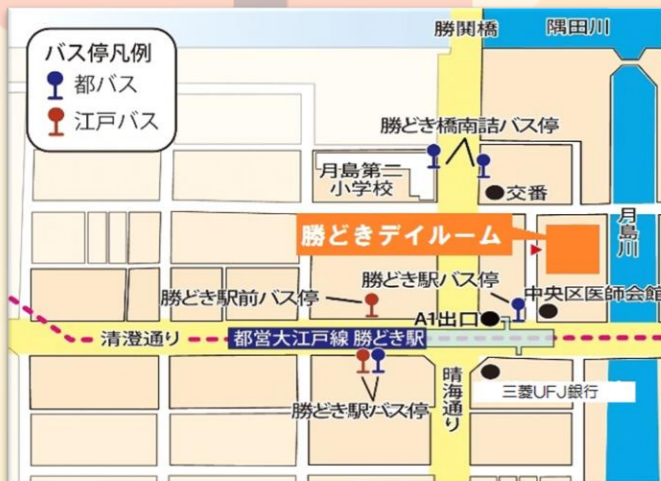 勝鬨橋
隅田川
バス停凡例
都バス
江戸バス
勝どき橋南詰バス停
月島第二
小学校
交番
月島川
勝どきデイルーム
勝どき駅バス停
勝どき駅前バス停
中央区医師会館
A1出口
清澄通り
都営大江戸線 勝どき駅
晴海通り
三菱UFJ銀行
勝どき駅バス停